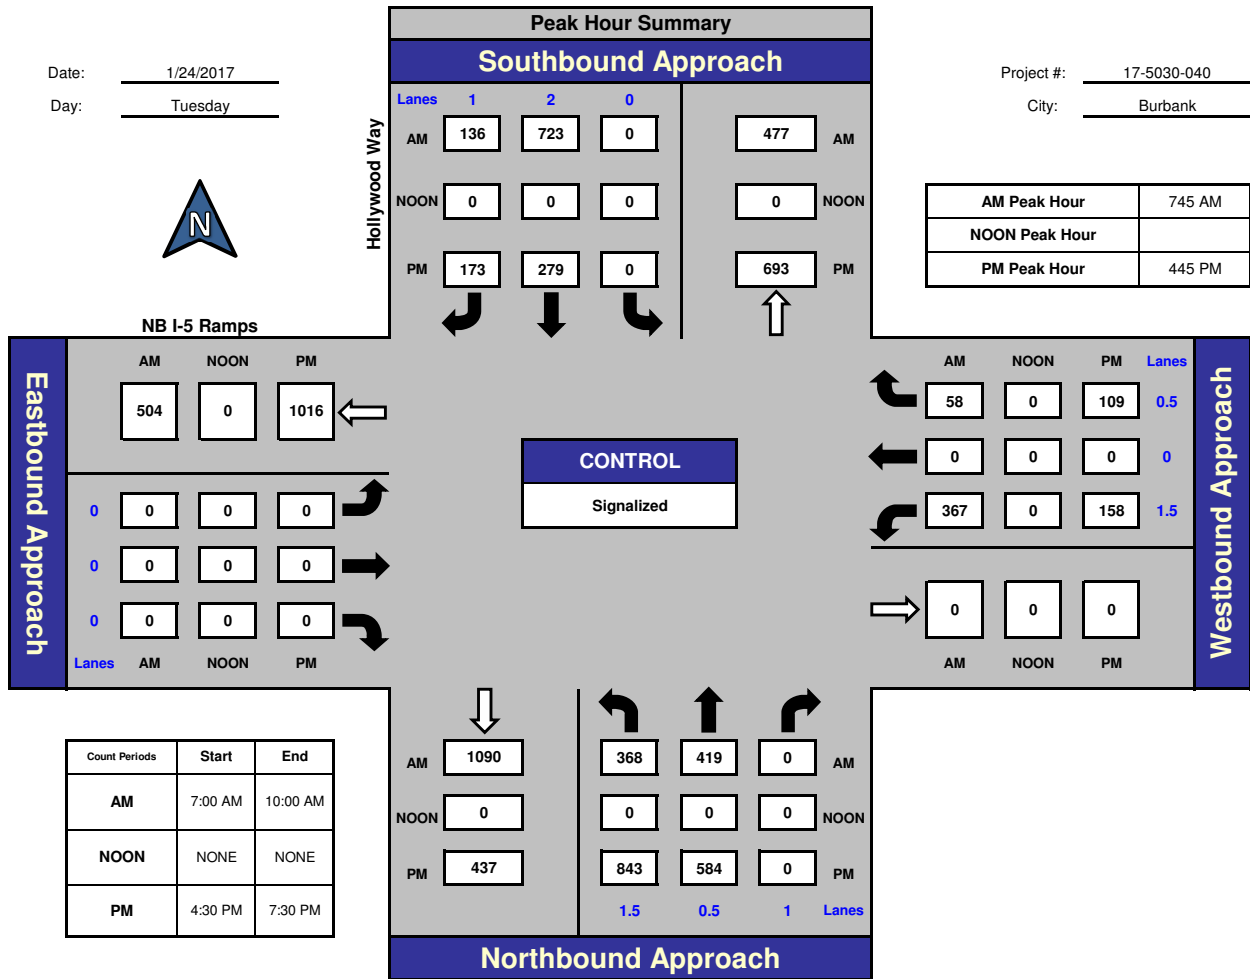 Peak Hour Summary
Southbound Approach
Date: 1/24/2017
Day: Tuesday
Project #: 17-5030-040
City: Burbank
N
Hollywood Way
Lanes 1 2 0
AM 136 723 0 477 AM
NOON 0 0 0 0 NOON
PM 173 279 0 693 PM
AM Peak Hour 745 AM
NOON Peak Hour
PM Peak Hour 445 PM
NB I-5 Ramps
Eastbound Approach
AM NOON PM
504 0 1016
0 0 0 0
0 0 0 0
0 0 0 0
Lanes AM NOON PM
CONTROL
Signalized
AM NOON PM Lanes
58 0 109 0.5
0 0 0 0
367 0 158 1.5
0 0 0
AM NOON PM
Westbound Approach
Count Periods Start End
AM 7:00 AM 10:00 AM
NOON NONE NONE
PM 4:30 PM 7:30 PM
AM 1090 368 419 0 AM
NOON 0 0 0 0 NOON
PM 437 843 584 0 PM
1.5 0.5 1 Lanes
Northbound Approach